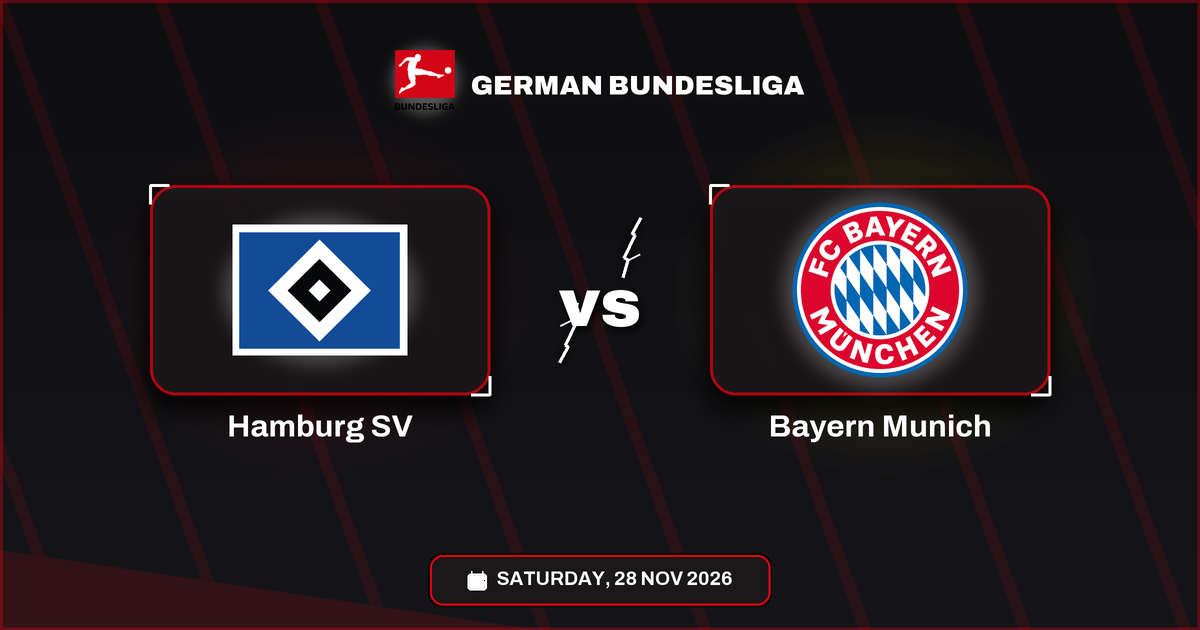 BUNDESLIGA
GERMAN BUNDESLIGA
VS
FC BAYERN
MÜNCHEN
Hamburg SV
Bayern Munich
SATURDAY, 28 NOV 2026